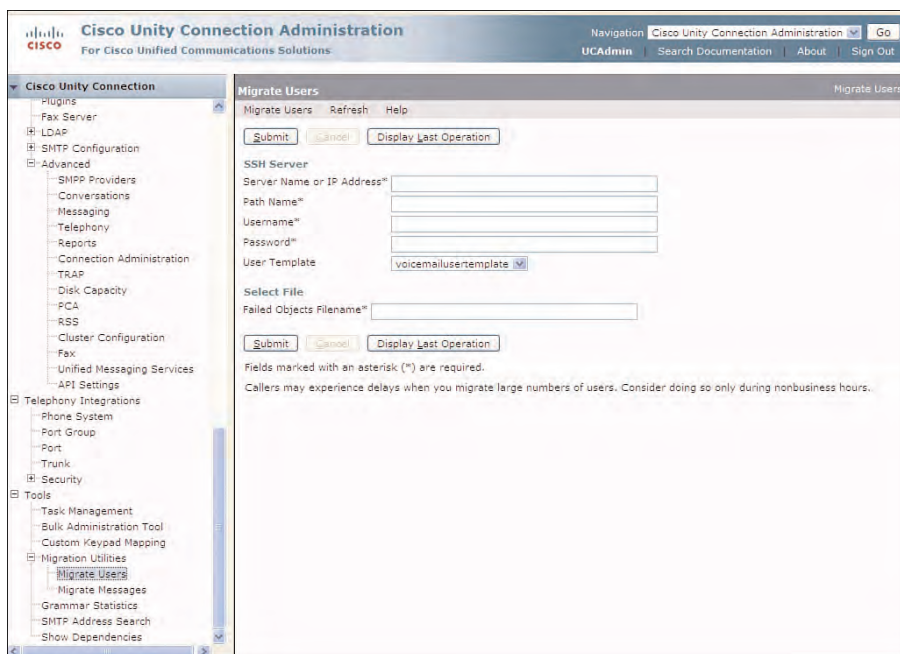 Cisco Unity Connection Administration
CISCO
For Cisco Unified Communications Solutions
Navigation Cisco Unity Connection Administration Go
UCAdmin | Search Documentation | About | Sign Out
Cisco Unity Connection
Plugins
Fax Server
LDAP
SMTP Configuration
Advanced
SMPP Providers
Conversations
Messaging
Telephony
Reports
Connection Administration
TRAP
Disk Capacity
PCA
RSS
Cluster Configuration
Fax
Unified Messaging Services
API Settings
Telephony Integrations
Phone System
Port Group
Port
Trunk
Security
Tools
Task Management
Bulk Administration Tool
Custom Keypad Mapping
Migration Utilities
Migrate Users
Migrate Messages
Grammar Statistics
SMTP Address Search
Show Dependencies
Migrate Users Migrate Users
Migrate Users Refresh Help
Submit Cancel Display Last Operation
SSH Server
Server Name or IP Address*
Path Name*
Username*
Password*
User Template voicemailusertemplate
Select File
Failed Objects Filename*
Submit Cancel Display Last Operation
Fields marked with an asterisk (*) are required.
Callers may experience delays when you migrate large numbers of users. Consider doing so only during nonbusiness hours.